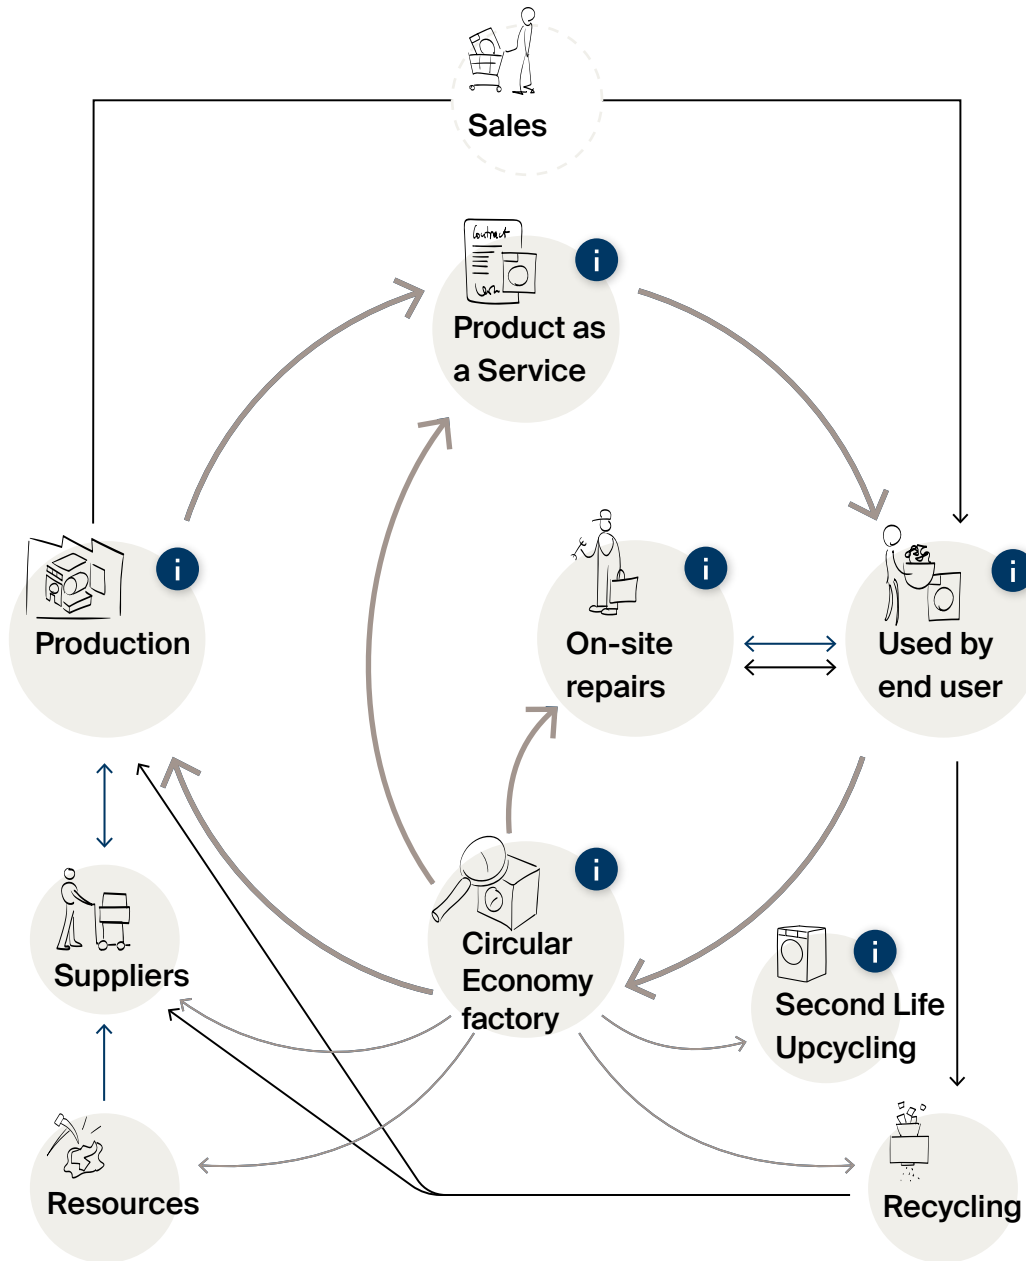 Sales
Contract
i
Product as
a Service
i
i
i
Production
On-site
repairs
Used by
end user
i
Circular
Economy
factory
Suppliers
i
Second Life
Upcycling
Resources
Recycling